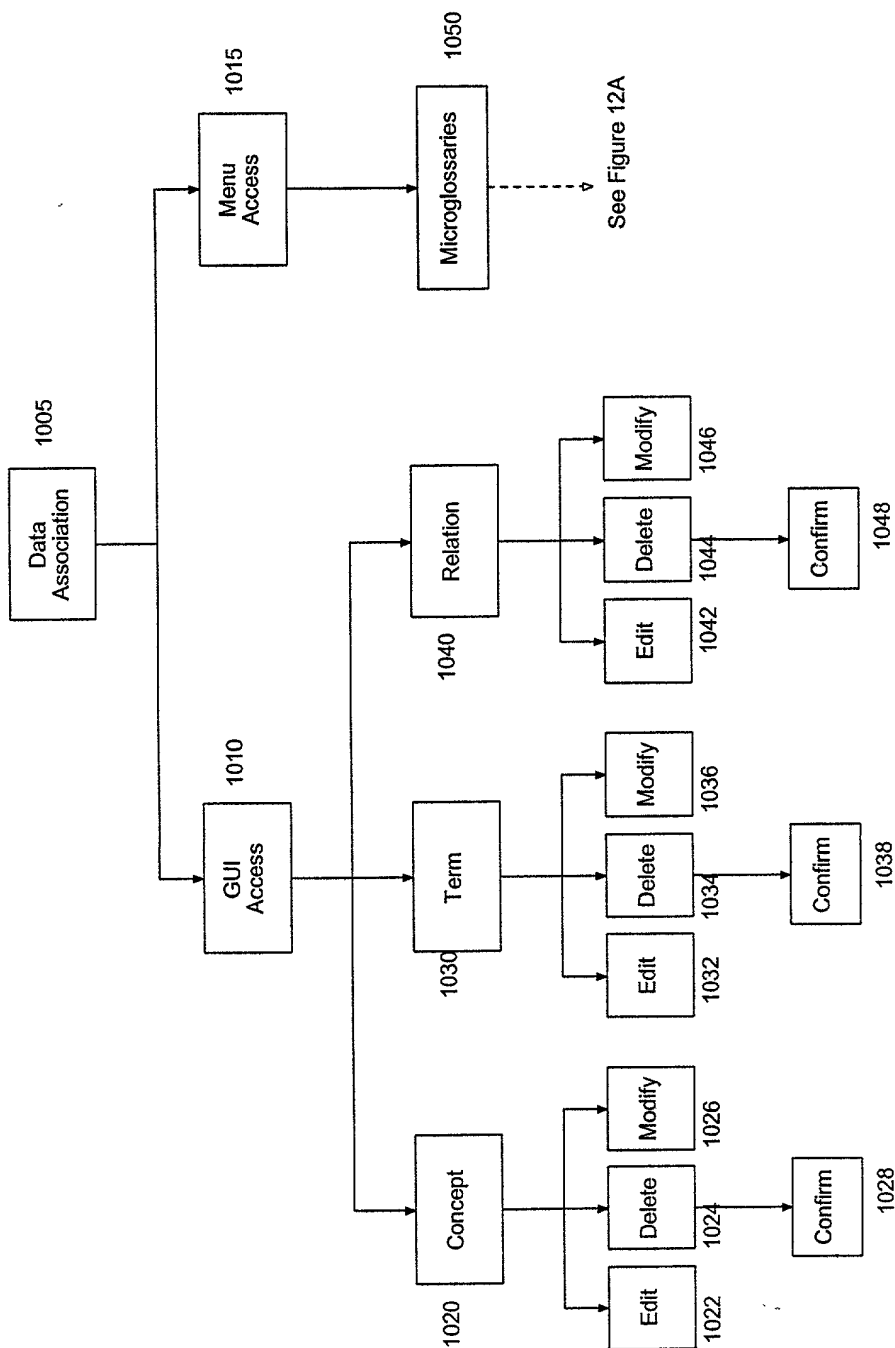 Data
Association
1005
GUI
Access
1010
Menu
Access
1015
Concept
1020
Term
1030
Relation
1040
Microglossaries
1050
Edit
1022
Delete
1024
Modify
1026
Edit
1032
Delete
1034
Modify
1036
Edit
1042
Delete
1044
Modify
1046
See Figure 12A
Confirm
1028
Confirm
1038
Confirm
1048